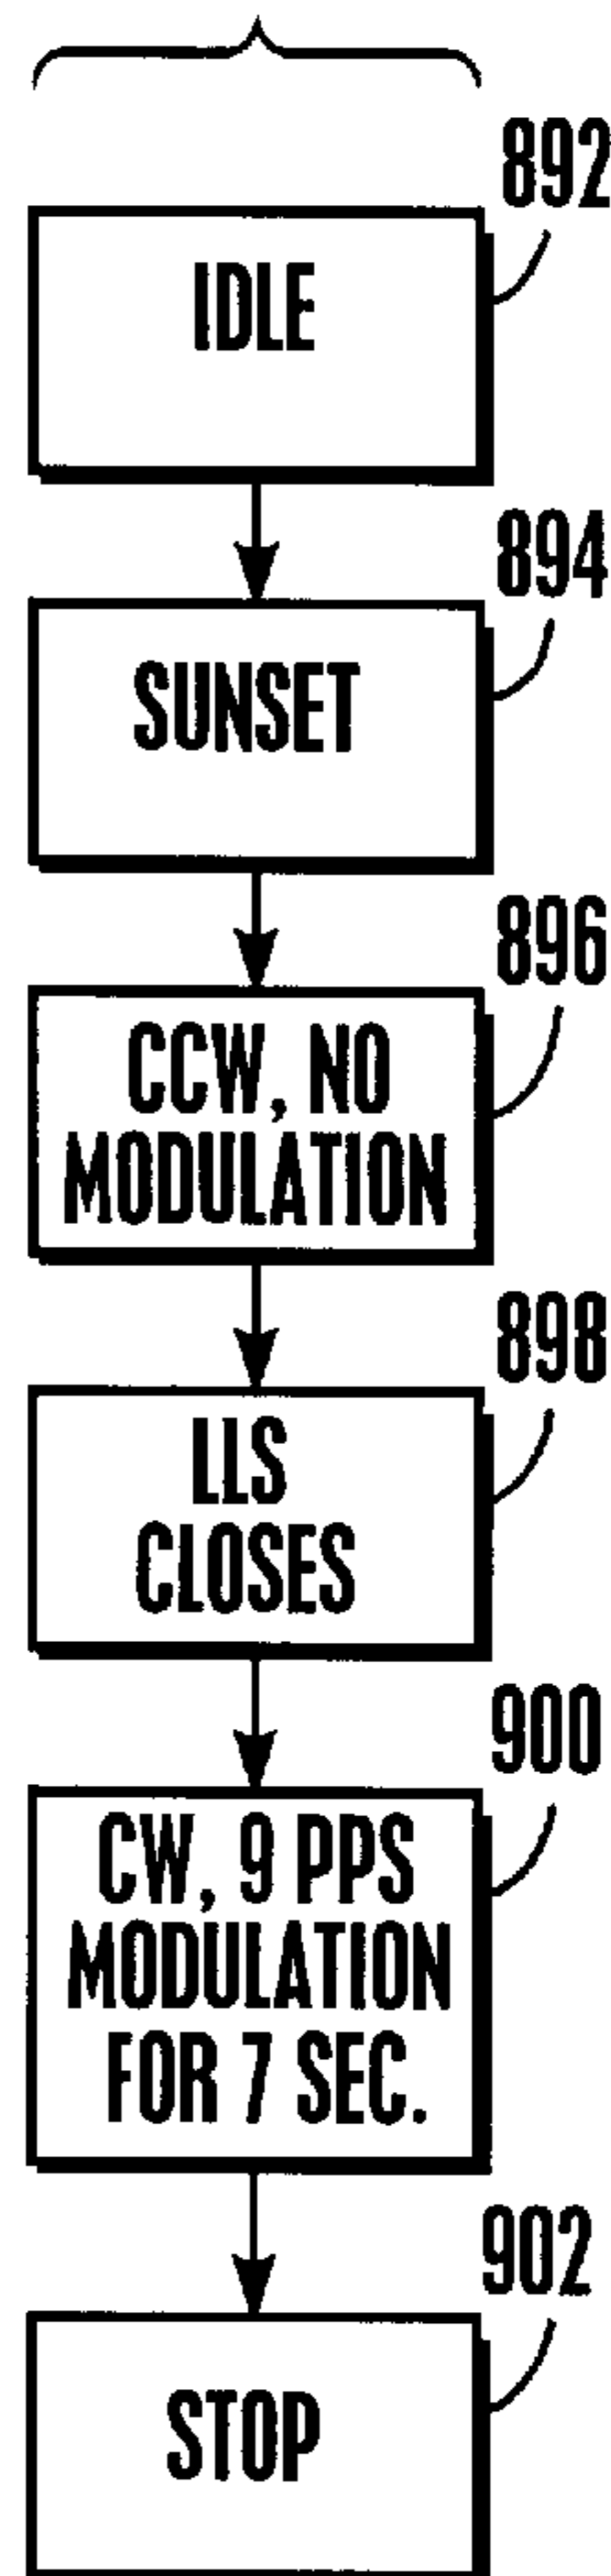 892
IDLE
894
SUNSET
896
CCW, NO
MODULATION
898
LLS
CLOSES
900
CW, 9 PPS
MODULATION
FOR 7 SEC.
902
STOP